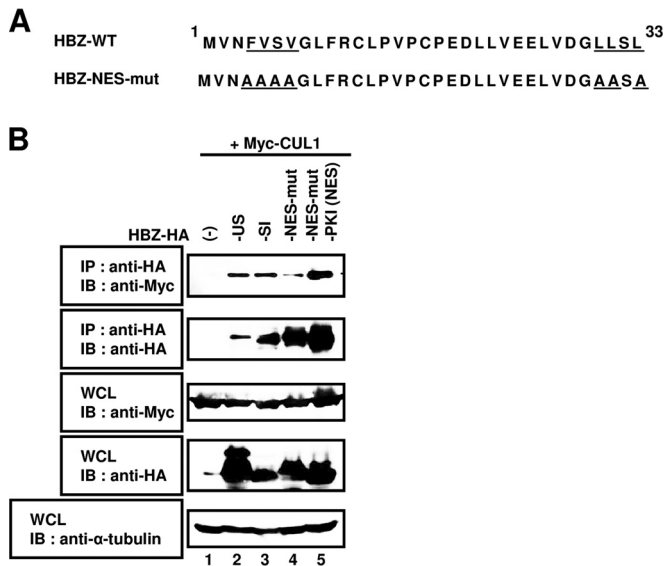 A
1 33
HBZ-WT MVNFVSVGLFRCLPVPCPEDLLVEELVDGLLSL
HBZ-NES-mut MVNAAAAGLFRCLPVPCPEDLLVEELVDGAASA
B
+ Myc-CUL1
HBZ-HA (-) -US -SI -NES-mut -NES-mut -PKI (NES)
IP : anti-HA
IB : anti-Myc
IP : anti-HA
IB : anti-HA
WCL
IB : anti-Myc
WCL
IB : anti-HA
WCL
IB : anti-α-tubulin
1 2 3 4 5